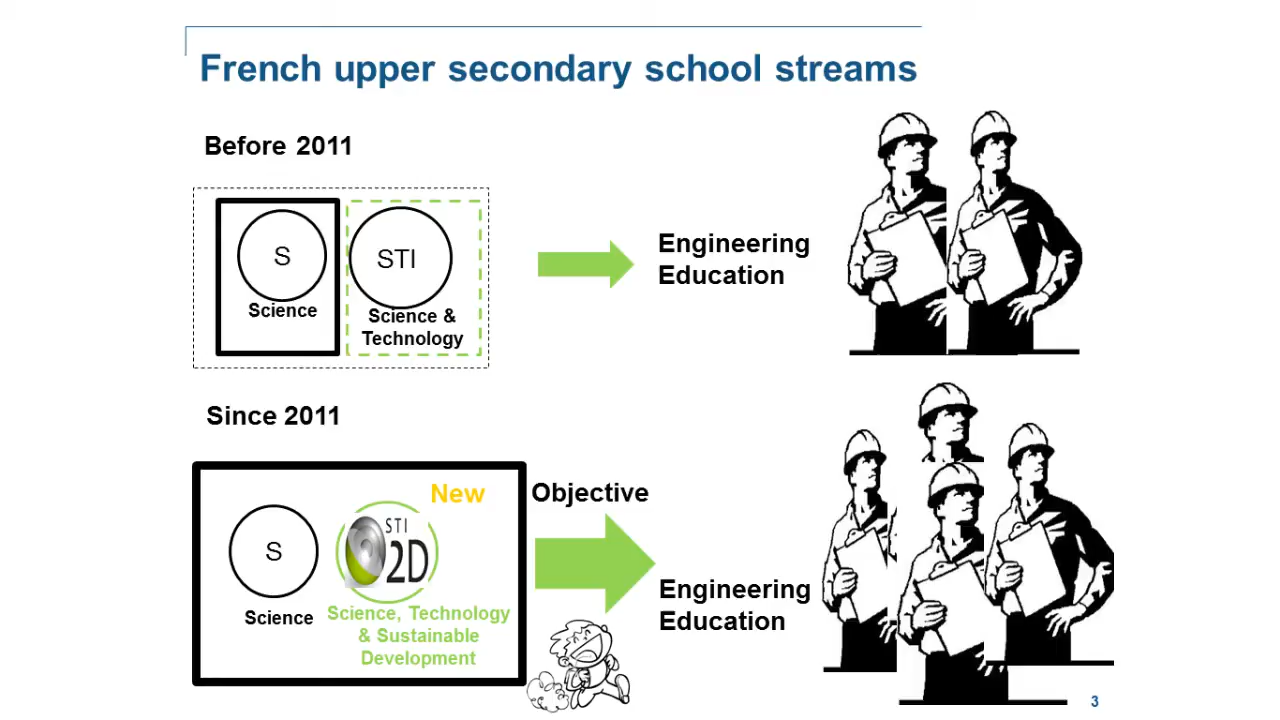 French upper secondary school streams
Before 2011
S
Science
STI
Science &
Technology
Engineering
Education
Since 2011
New
S
Science
STI
2D
Science, Technology
& Sustainable
Development
Objective
Engineering
Education
3